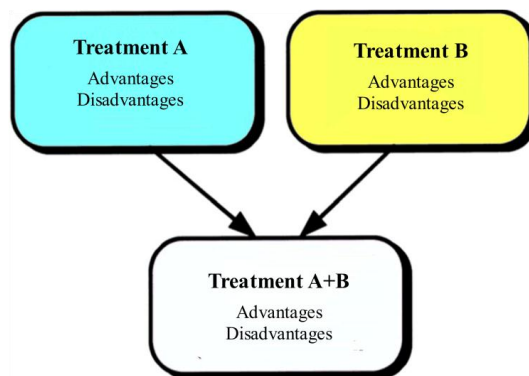 Treatment A
Advantages
Disadvantages
Treatment B
Advantages
Disadvantages
Treatment A+B
Advantages
Disadvantages